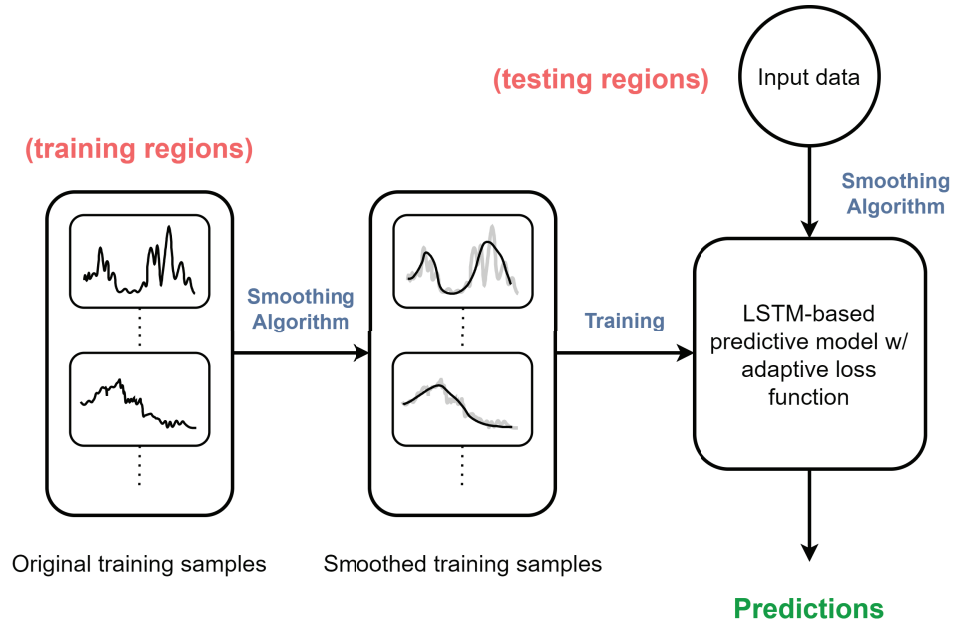 (testing regions)
Input data
(training regions)
Smoothing
Algorithm
Smoothing
Algorithm
Training
LSTM-based
predictive model w/
adaptive loss
function
Original training samples
Smoothed training samples
Predictions